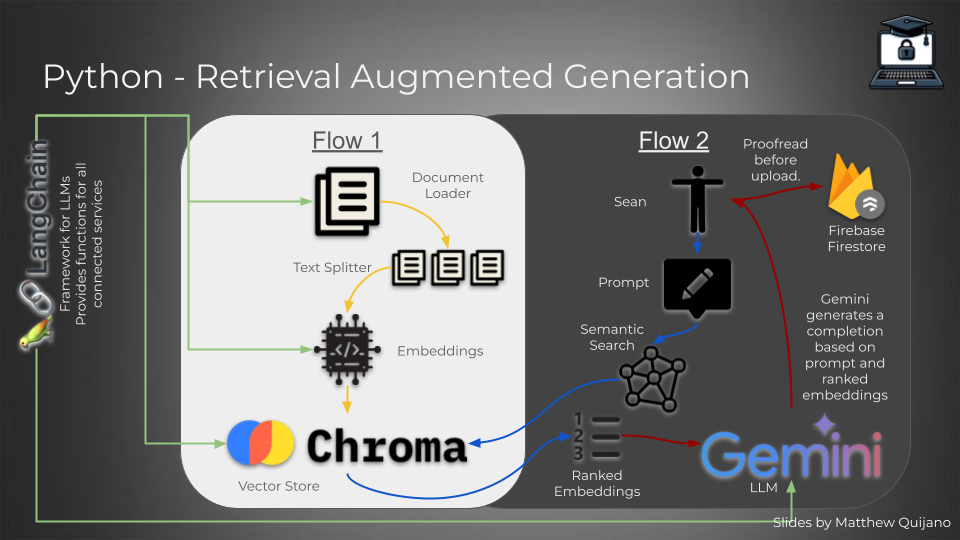 Python - Retrieval Augmented Generation
LangChain
Framework for LLMs
Provides functions for all
connected services
Flow 1
Document
Loader
Text Splitter
Embeddings
</>
Chroma
Vector Store
Flow 2
Sean
Proofread
before
upload.
Firebase
Firestore
Prompt
Semantic
Search
1
2
3
Ranked
Embeddings
Gemini
generates a
completion
based on
prompt and
ranked
embeddings
Gemini
LLM
Slides by Matthew Quijano